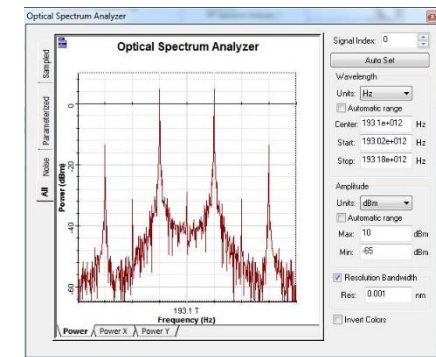 Optical Spectrum Analyzer
Optical Spectrum Analyzer
Signal Index: 0
Auto Set
Wavelength
Units: Hz
Automatic range
Center: 193.1e+012 Hz
Start: 193.02e+012 Hz
Stop: 193.18e+012 Hz
Amplitude
Units: dBm
Automatic range
Max: 10 dBm
Min: -65 dBm
Resolution Bandwidth
Res: 0.001 nm
Invert Colors
Sampled
Parameterized
Noise
All
Power (dBm)
0
-20
-40
-60
193.1 T
Frequency (Hz)
Power
Power X
Power Y